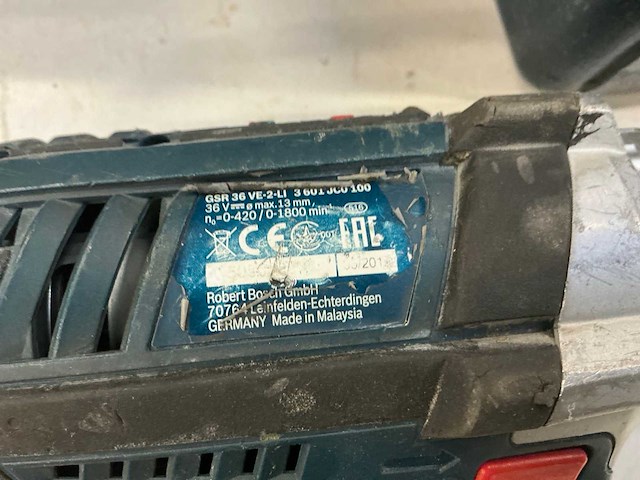 GSR 36 VE-2-LI 3 601 JC0 100
36 V⎓ ø max.13 mm
n₀=0-420 / 0-1800 min⁻¹ 616
CE EAC
Robert Bosch GmbH
70764 Leinfelden-Echterdingen
GERMANY Made in Malaysia